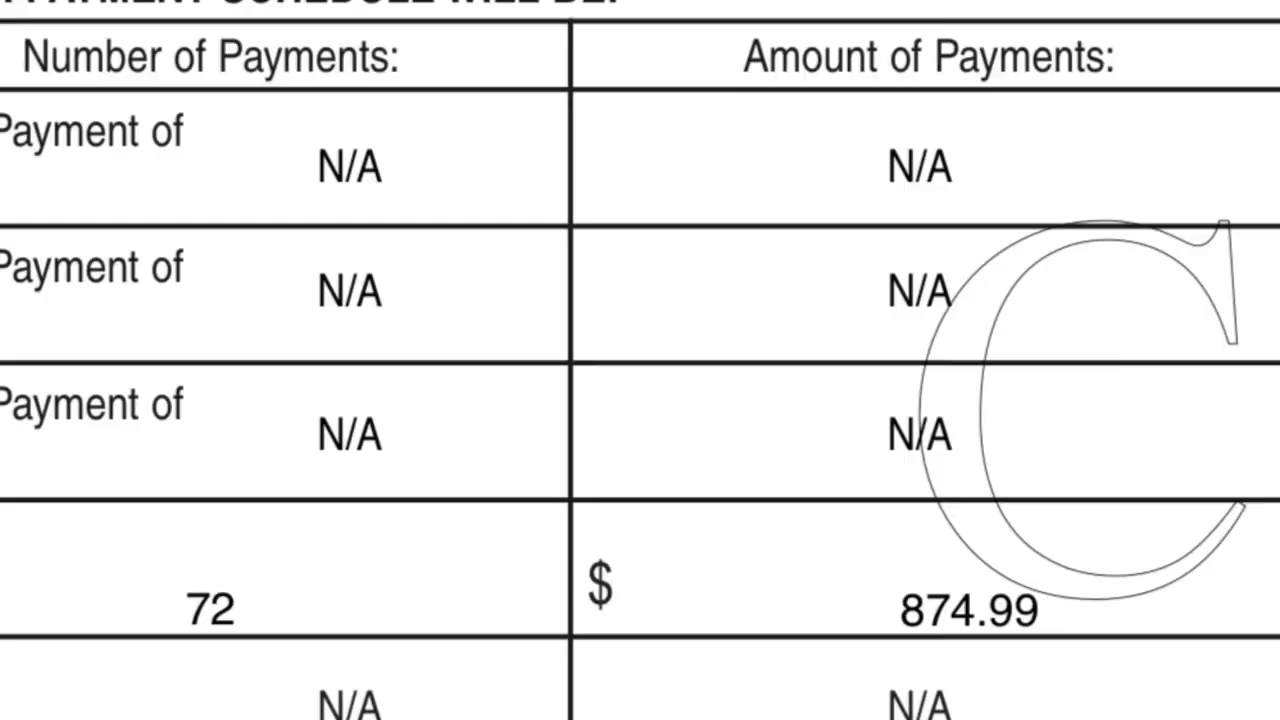 Number of Payments: Amount of Payments:
Payment of
N/A N/A
Payment of
N/A N/A
Payment of
N/A N/A
72 $ 874.99
N/A N/A
C